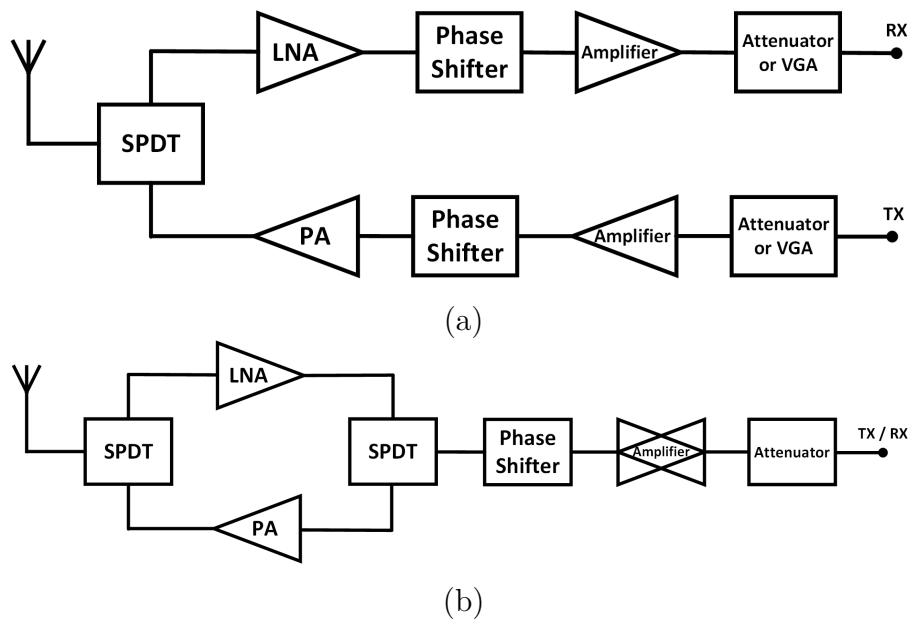 LNA
Phase
Shifter
Amplifier
Attenuator
or VGA
RX
SPDT
PA
Phase
Shifter
Amplifier
Attenuator
or VGA
TX
(a)
LNA
SPDT
SPDT
Phase
Shifter
Amplifier
Attenuator
TX / RX
PA
(b)